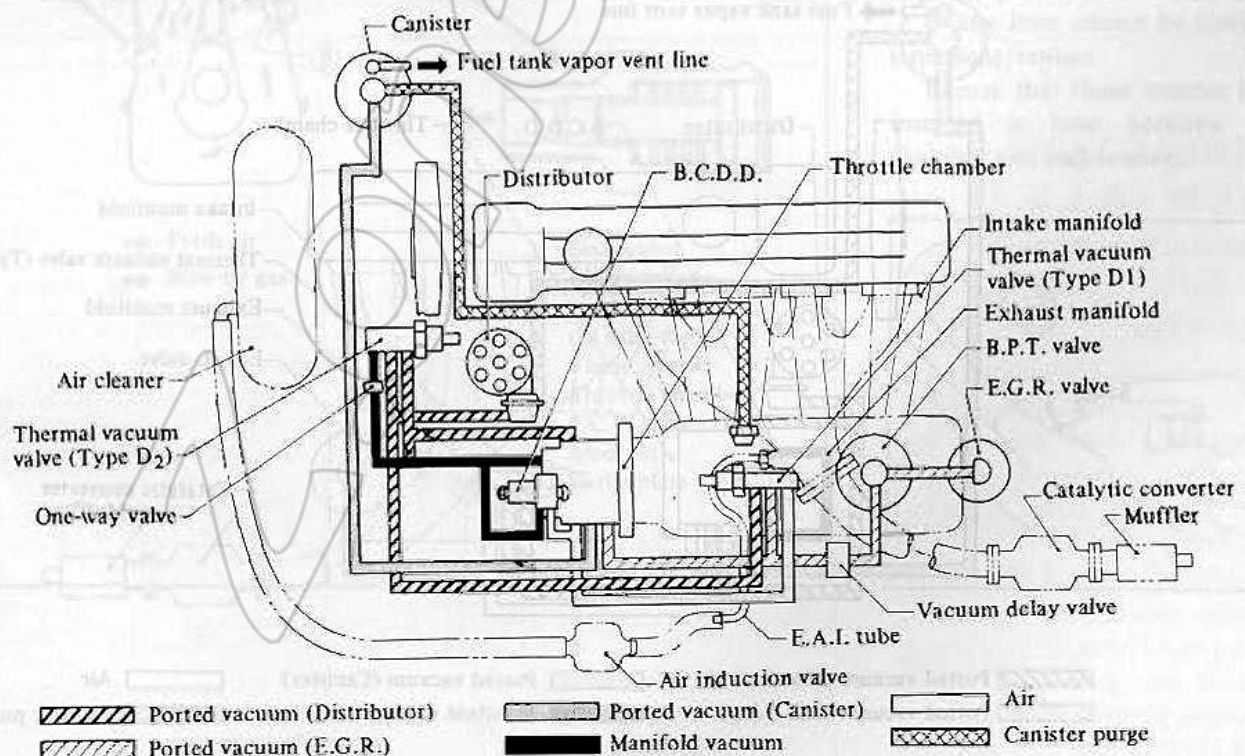 Canister
Fuel tank vapor vent line
Distributor
B.C.D.D.
Throttle chamber
Intake manifold
Thermal vacuum
valve (Type D1)
Exhaust manifold
B.P.T. valve
E.G.R. valve
Air cleaner
Thermal vacuum
valve (Type D2)
One-way valve
Catalytic converter
Muffler
Vacuum delay valve
E.A.I. tube
Air induction valve
Ported vacuum (Distributor)
Ported vacuum (Canister)
Air
Ported vacuum (E.G.R.)
Manifold vacuum
Canister purge